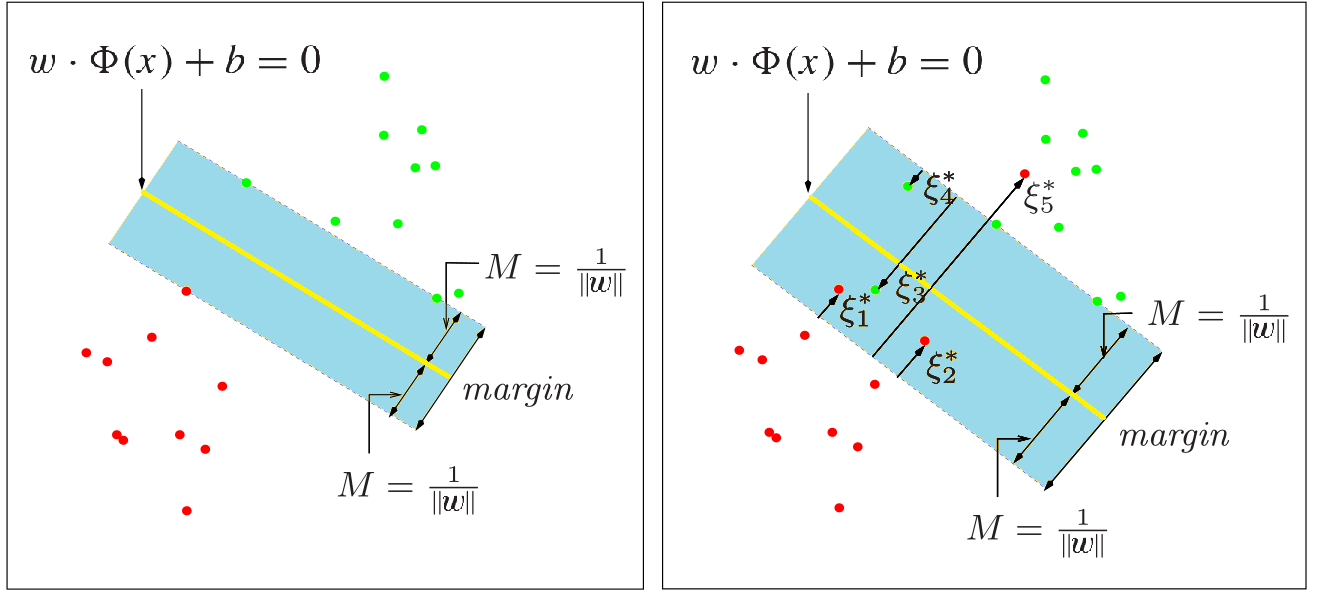 w · Φ(x) + b = 0
M = 1/‖w‖
margin
M = 1/‖w‖
w · Φ(x) + b = 0
ξ₄*
ξ₅*
ξ₃*
ξ₁*
M = 1/‖w‖
ξ₂*
margin
M = 1/‖w‖